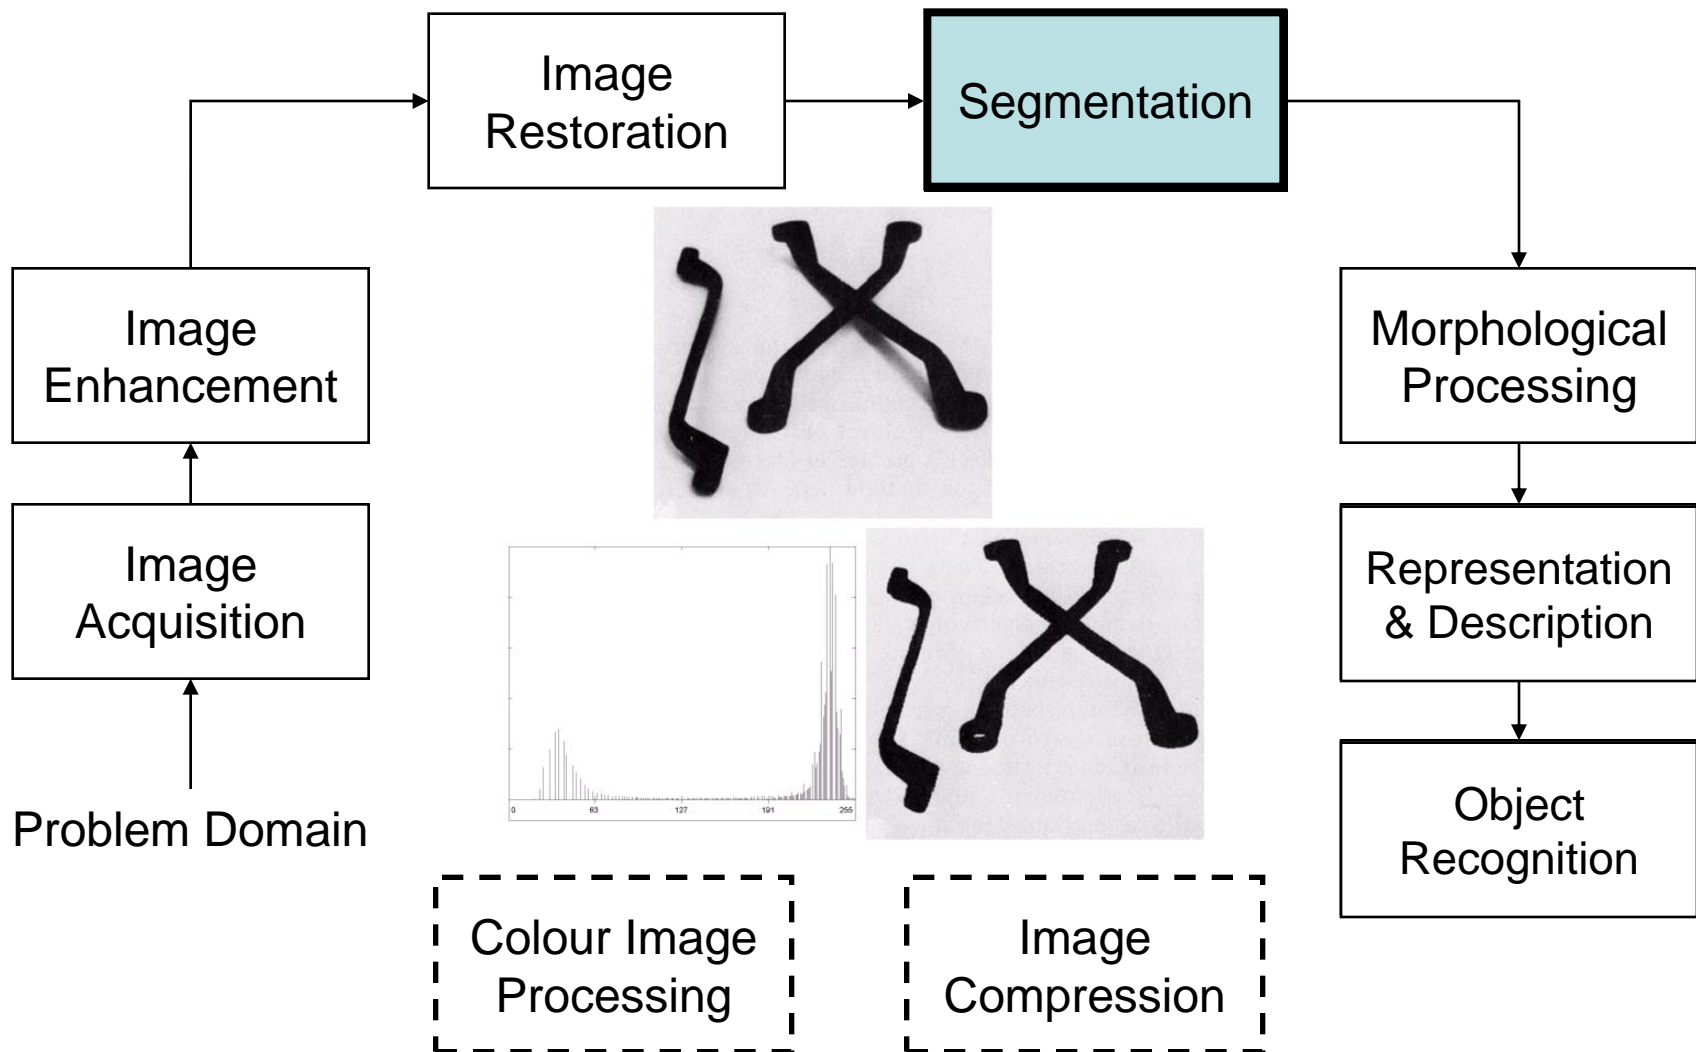 Image
Restoration
Segmentation
Image
Enhancement
Morphological
Processing
Image
Acquisition
Representation
& Description
0 63 127 191 255
Problem Domain
Object
Recognition
Colour Image
Processing
Image
Compression